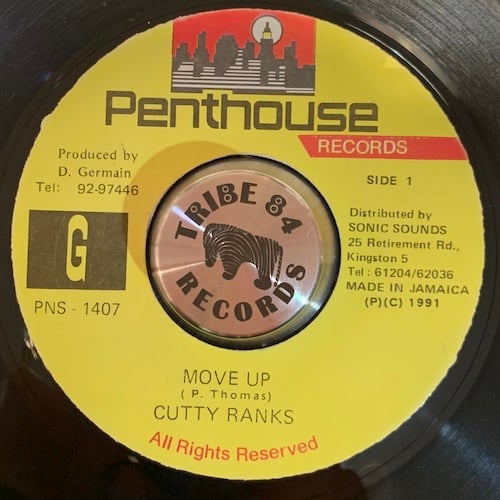 Penthouse
RECORDS
Produced by
D. Germain
Tel: 92-97446
G
PNS - 1407
SIDE 1
Distributed by
SONIC SOUNDS
25 Retirement Rd.,
Kingston 5
Tel : 61204/62036
MADE IN JAMAICA
(P)(C) 1991
TRIBE 84
RECORDS
MOVE UP
( P. Thomas)
CUTTY RANKS
All Rights Reserved